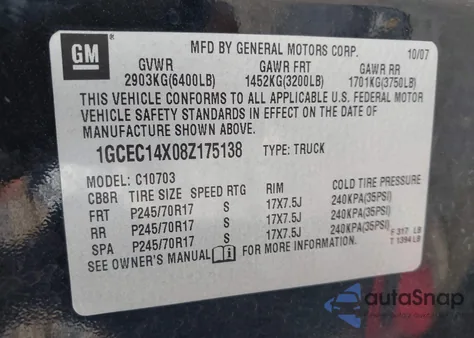 GM
MFD BY GENERAL MOTORS CORP. 10/07
GVWR GAWR FRT GAWR RR
2903KG(6400LB) 1452KG(3200LB) 1701KG(3750LB)
THIS VEHICLE CONFORMS TO ALL APPLICABLE U.S. FEDERAL MOTOR
VEHICLE SAFETY STANDARDS IN EFFECT ON THE DATE OF
MANUFACTURE SHOWN ABOVE.
1GCEC14X08Z175138 TYPE: TRUCK
MODEL: C10703
CB8R TIRE SIZE SPEED RTG RIM COLD TIRE PRESSURE
FRT P245/70R17 S 17X7.5J 240KPA(35PSI)
RR P245/70R17 S 17X7.5J 240KPA(35PSI)
SPA P245/70R17 S 17X7.5J 240KPA(35PSI)
SEE OWNER'S MANUAL i FOR MORE INFORMATION.
F 317 LB
T 1394 LB
autoSnap